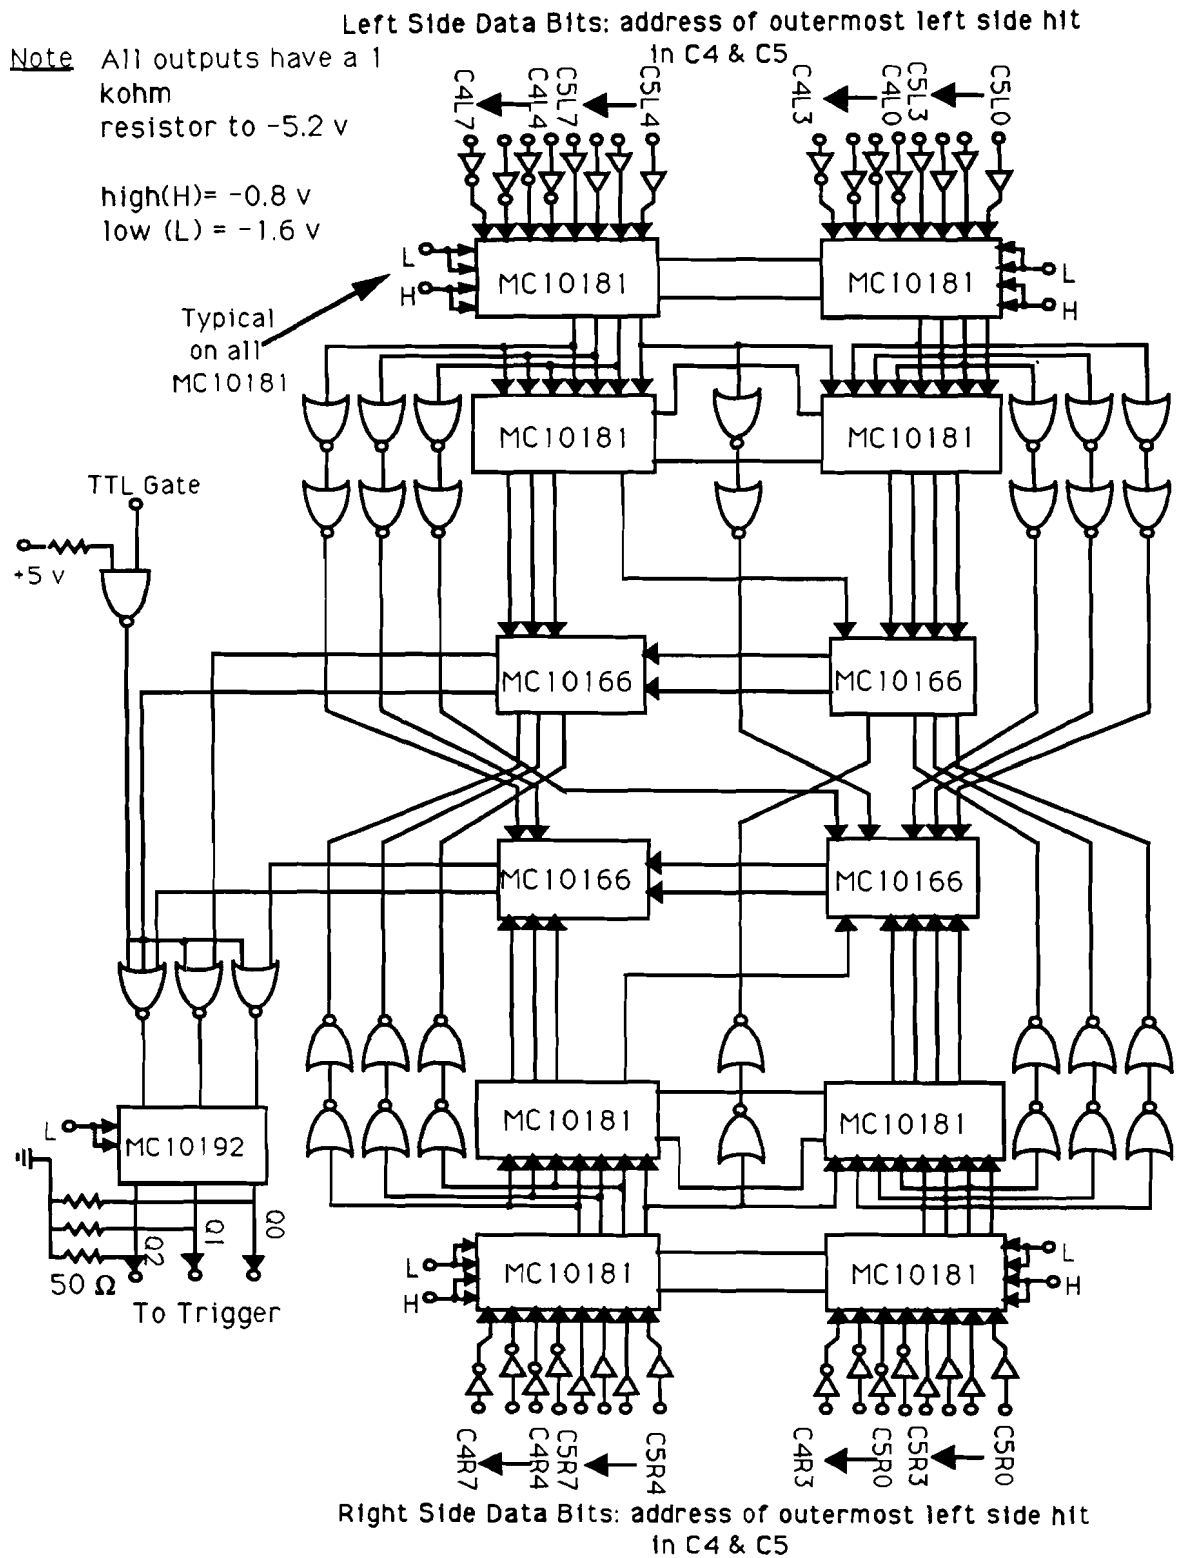 Left Side Data Bits: address of outermost left side hit
in C4 & C5
Note All outputs have a 1
kohm
resistor to -5.2 v
high(H)= -0.8 v
low (L) = -1.6 v
C4L7
C4L4
C5L7
C5L4
C4L3
C4L0
C5L3
C5L0
L
H
MC10181
MC10181
L
H
Typical
on all
MC10181
MC10181
MC10181
TTL Gate
+5 v
MC10166
MC10166
MC10166
MC10166
MC10181
MC10181
L
MC10192
Q2
Q1
Q0
50 Ω
To Trigger
L
H
MC10181
MC10181
L
H
C4R7
C4R4
C5R7
C5R4
C4R3
C5R0
C5R3
C5R0
Right Side Data Bits: address of outermost left side hit
in C4 & C5